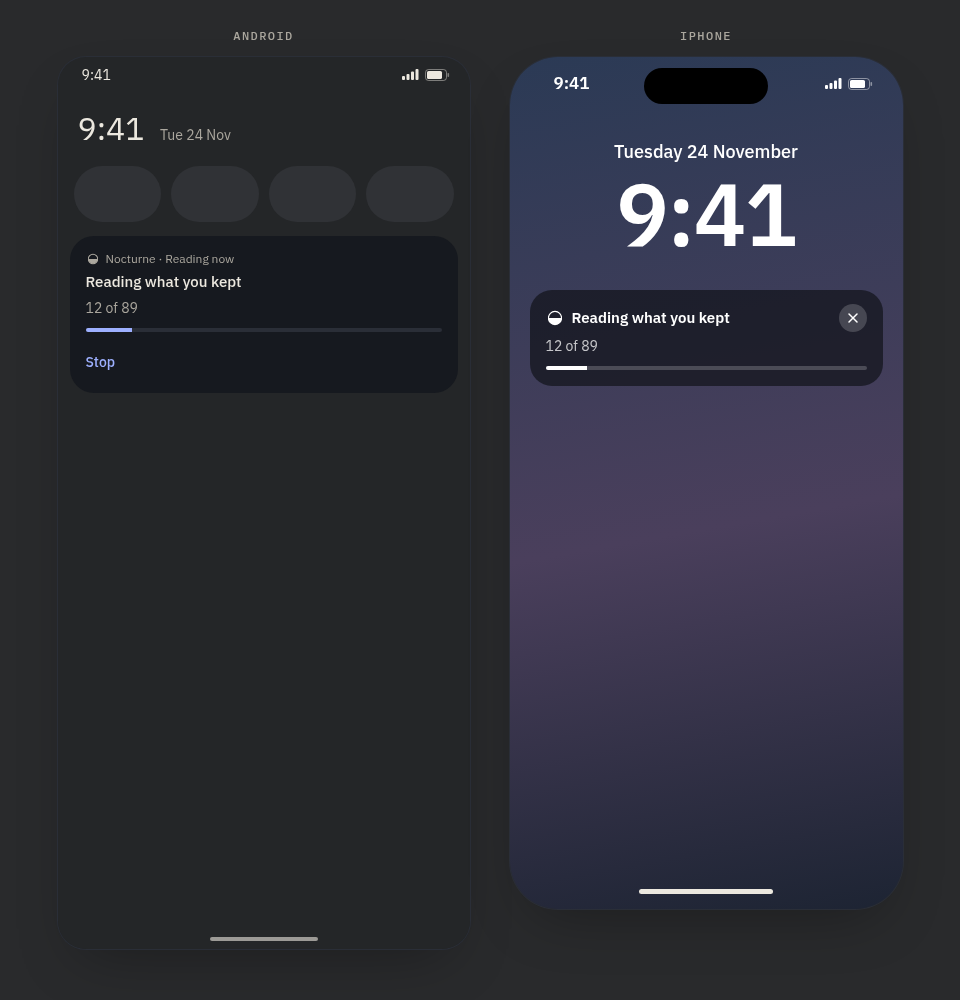 ANDROID
9:41
9:41 Tue 24 Nov
Nocturne · Reading now
Reading what you kept
12 of 89
Stop
IPHONE
9:41
Tuesday 24 November
9:41
Reading what you kept
12 of 89